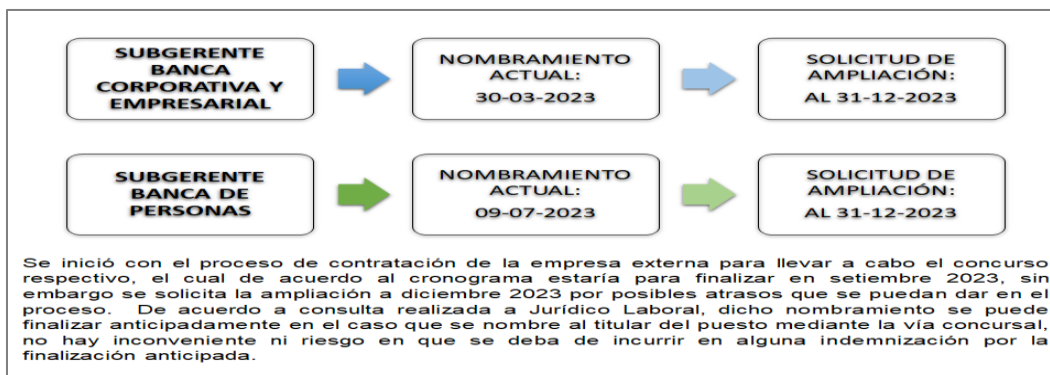 SUBGERENTE
BANCA
CORPORATIVA Y
EMPRESARIAL
NOMBRAMIENTO
ACTUAL:
30-03-2023
SOLICITUD DE
AMPLIACIÓN:
AL 31-12-2023
SUBGERENTE
BANCA DE
PERSONAS
NOMBRAMIENTO
ACTUAL:
09-07-2023
SOLICITUD DE
AMPLIACIÓN:
AL 31-12-2023
Se inició con el proceso de contratación de la empresa externa para llevar a cabo el concurso
respectivo, el cual de acuerdo al cronograma estaría para finalizar en setiembre 2023, sin
embargo se solicita la ampliación a diciembre 2023 por posibles atrasos que se puedan dar en el
proceso. De acuerdo a consulta realizada a Jurídico Laboral, dicho nombramiento se puede
finalizar anticipadamente en el caso que se nombre al titular del puesto mediante la vía concursal,
no hay inconveniente ni riesgo en que se deba de incurrir en alguna indemnización por la
finalización anticipada.